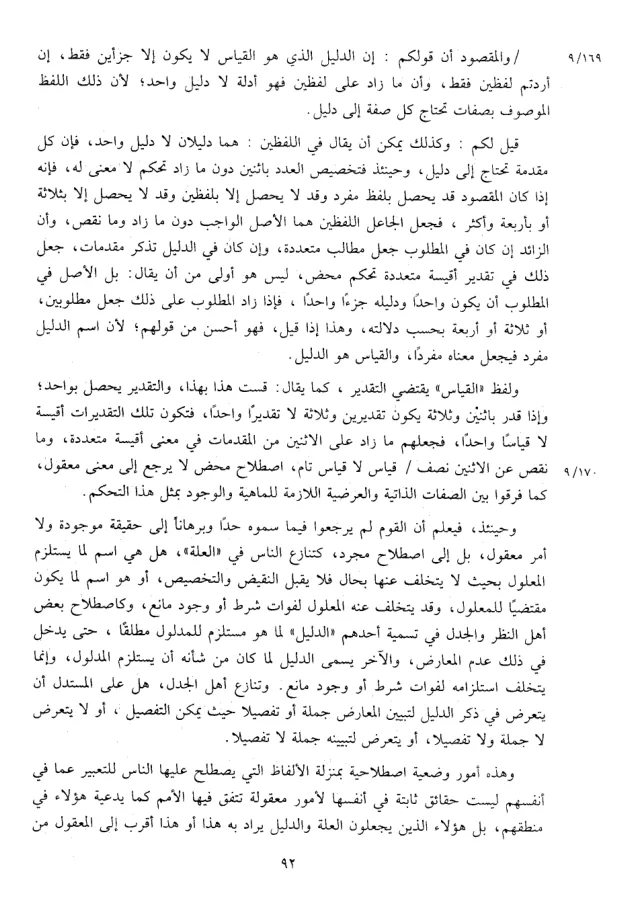 ٩/١٦٩ /والمقصود أن قولكم : إن الدليل الذي هو القياس لا يكون إلا جزأين فقط، إن
أردتم لفظين فقط، وأن ما زاد على لفظين فهو أدلة لا دليل واحد؛ لأن ذلك اللفظ
الموصوف بصفات تحتاج كل صفة إلى دليل.
قيل لكم : وكذلك يمكن أن يقال في اللفظين : هما دليلان لا دليل واحد، فإن كل
مقدمة تحتاج إلى دليل، وحينئذ فتخصيص العدد باثنين دون ما زاد تحكم لا معنى له، فإنه
إذا كان المقصود قد يحصل بلفظ مفرد وقد لا يحصل إلا بلفظين وقد لا يحصل إلا بثلاثة
أو بأربعة وأكثر ، فجعل الجاعل اللفظين هما الأصل الواجب دون ما زاد وما نقص، وأن
الزائد إن كان في المطلوب جعل مطالب متعددة، وإن كان في الدليل تذكر مقدمات، جعل
ذلك في تقدير أقيسة متعددة تحكم محض، ليس هو أولى من أن يقال: بل الأصل في
المطلوب أن يكون واحدًا ودليله جزءًا واحدًا ، فإذا زاد المطلوب على ذلك جعل مطلوبين،
أو ثلاثة أو أربعة بحسب دلالته، وهذا إذا قيل، فهو أحسن من قولهم؛ لأن اسم الدليل
مفرد فيجعل معناه مفردًا، والقياس هو الدليل.
ولفظ «القياس» يقتضي التقدير ، كما يقال: قست هذا بهذا، والتقدير يحصل بواحد؛
وإذا قدر باثنين وثلاثة يكون تقديرين وثلاثة لا تقديرًا واحدًا، فتكون تلك التقديرات أقيسة
لا قياسًا واحدًا، فجعلهم ما زاد على الاثنين من المقدمات في معنى أقيسة متعددة، وما
٩/١٧٠ نقص عن الاثنين نصف / قياس لا قياس تام، اصطلاح محض لا يرجع إلى معنى معقول،
كما فرقوا بين الصفات الذاتية والعرضية اللازمة للماهية والوجود بمثل هذا التحكم.
وحينئذ، فيعلم أن القوم لم يرجعوا فيما سموه حدًا وبرهانًا إلى حقيقة موجودة ولا
أمر معقول، بل إلى اصطلاح مجرد، كتنازع الناس في «العلة»، هل هي اسم لما يستلزم
المعلول بحيث لا يتخلف عنها بحال فلا يقبل النقيض والتخصيص، أو هو اسم لما يكون
مقتضيًا للمعلول، وقد يتخلف عنه المعلول لفوات شرط أو وجود مانع، وكاصطلاح بعض
أهل النظر والجدل في تسمية أحدهم «الدليل» لما هو مستلزم للمدلول مطلقًا ، حتى يدخل
في ذلك عدم المعارض، والآخر يسمى الدليل لما كان من شأنه أن يستلزم المدلول، وإنما
يتخلف استلزامه لفوات شرط أو وجود مانع. وتنازع أهل الجدل، هل على المستدل أن
يتعرض في ذكر الدليل لتبيين المعارض جملة أو تفصيلا حيث يمكن التفصيل ، أو لا يتعرض
لا جملة ولا تفصيلا، أو يتعرض لتبيينه جملة لا تفصيلا.
وهذه أمور وضعية اصطلاحية بمنزلة الألفاظ التي يصطلح عليها الناس للتعبير عما في
أنفسهم ليست حقائق ثابتة في أنفسها لأمور معقولة تتفق فيها الأمم كما يدعية هؤلاء في
منطقهم، بل هؤلاء الذين يجعلون العلة والدليل يراد به هذا أو هذا أقرب إلى المعقول من
٩٢